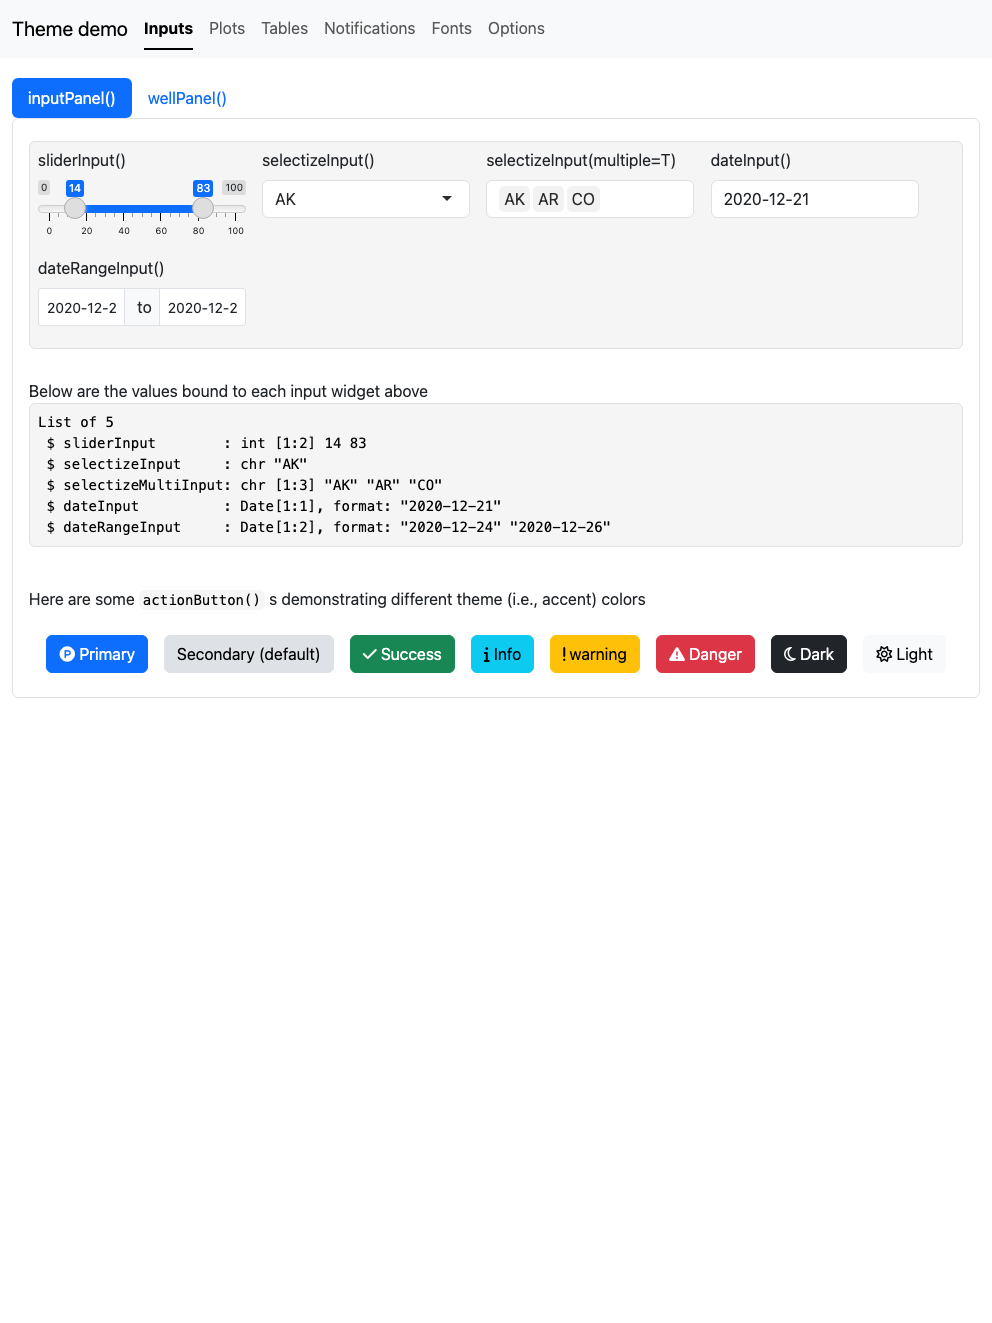 Theme demo Inputs Plots Tables Notifications Fonts Options
inputPanel() wellPanel()
sliderInput() selectizeInput() selectizeInput(multiple=T) dateInput()
0 14 83 100
AK AK AR CO 2020-12-21
0 20 40 60 80 100
dateRangeInput()
2020-12-2 to 2020-12-2
Below are the values bound to each input widget above
List of 5
 $ sliderInput        : int [1:2] 14 83
 $ selectizeInput     : chr "AK"
 $ selectizeMultiInput: chr [1:3] "AK" "AR" "CO"
 $ dateInput          : Date[1:1], format: "2020-12-21"
 $ dateRangeInput     : Date[1:2], format: "2020-12-24" "2020-12-26"
Here are some actionButton() s demonstrating different theme (i.e., accent) colors
P Primary Secondary (default) Success Info warning Danger Dark Light